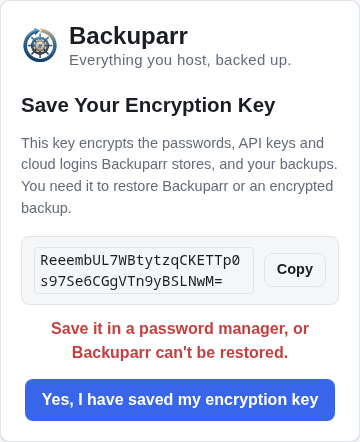 Backuparr
Everything you host, backed up.
Save Your Encryption Key
This key encrypts the passwords, API keys and
cloud logins Backuparr stores, and your backups.
You need it to restore Backuparr or an encrypted
backup.
ReeembUL7WBtytzqCKETTp0
s97Se6CGgVTn9yBSLNwM=
Copy
Save it in a password manager, or
Backuparr can't be restored.
Yes, I have saved my encryption key